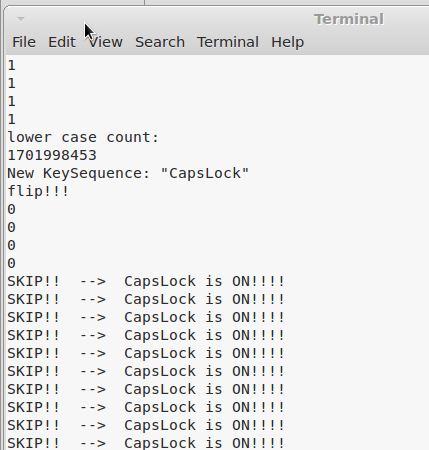 Terminal
File Edit View Search Terminal Help
1
1
1
1
lower case count:
1701998453
New KeySequence: "CapsLock"
flip!!!
0
0
0
0
SKIP!!  -->  CapsLock is ON!!!!
SKIP!!  -->  CapsLock is ON!!!!
SKIP!!  -->  CapsLock is ON!!!!
SKIP!!  -->  CapsLock is ON!!!!
SKIP!!  -->  CapsLock is ON!!!!
SKIP!!  -->  CapsLock is ON!!!!
SKIP!!  -->  CapsLock is ON!!!!
SKIP!!  -->  CapsLock is ON!!!!
SKIP!!  -->  CapsLock is ON!!!!
SKIP!!  -->  CapsLock is ON!!!!